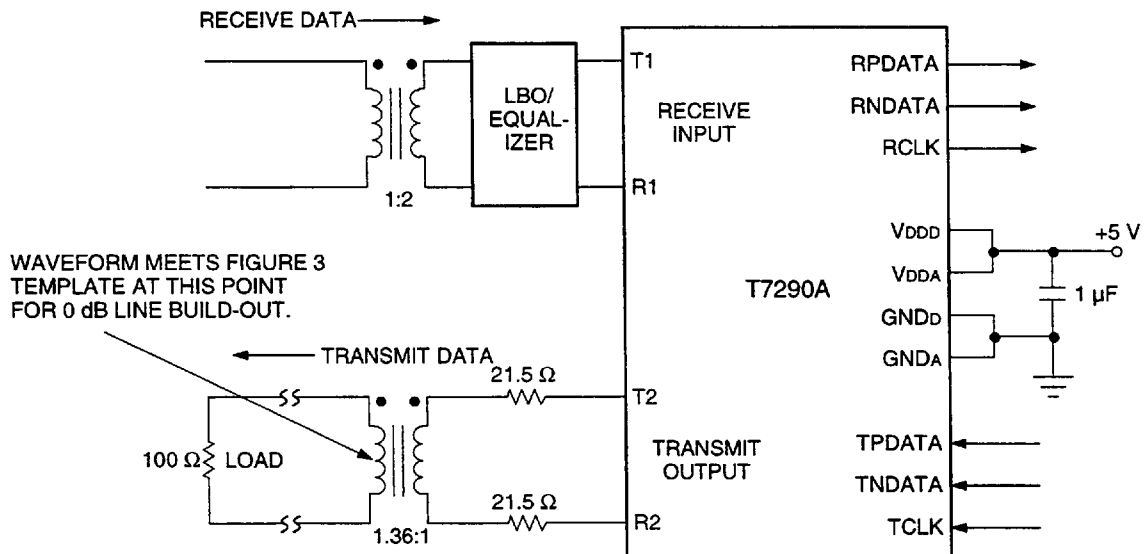 RECEIVE DATA
T1
LBO/
EQUAL-
IZER
RECEIVE
INPUT
R1
1:2
RPDATA
RNDATA
RCLK
VDDD
VDDA
+5 V
1 µF
GNDD
GNDA
T7290A
WAVEFORM MEETS FIGURE 3
TEMPLATE AT THIS POINT
FOR 0 dB LINE BUILD-OUT.
TRANSMIT DATA
21.5 Ω
T2
100 Ω
LOAD
TRANSMIT
OUTPUT
21.5 Ω
R2
1.36:1
TPDATA
TNDATA
TCLK